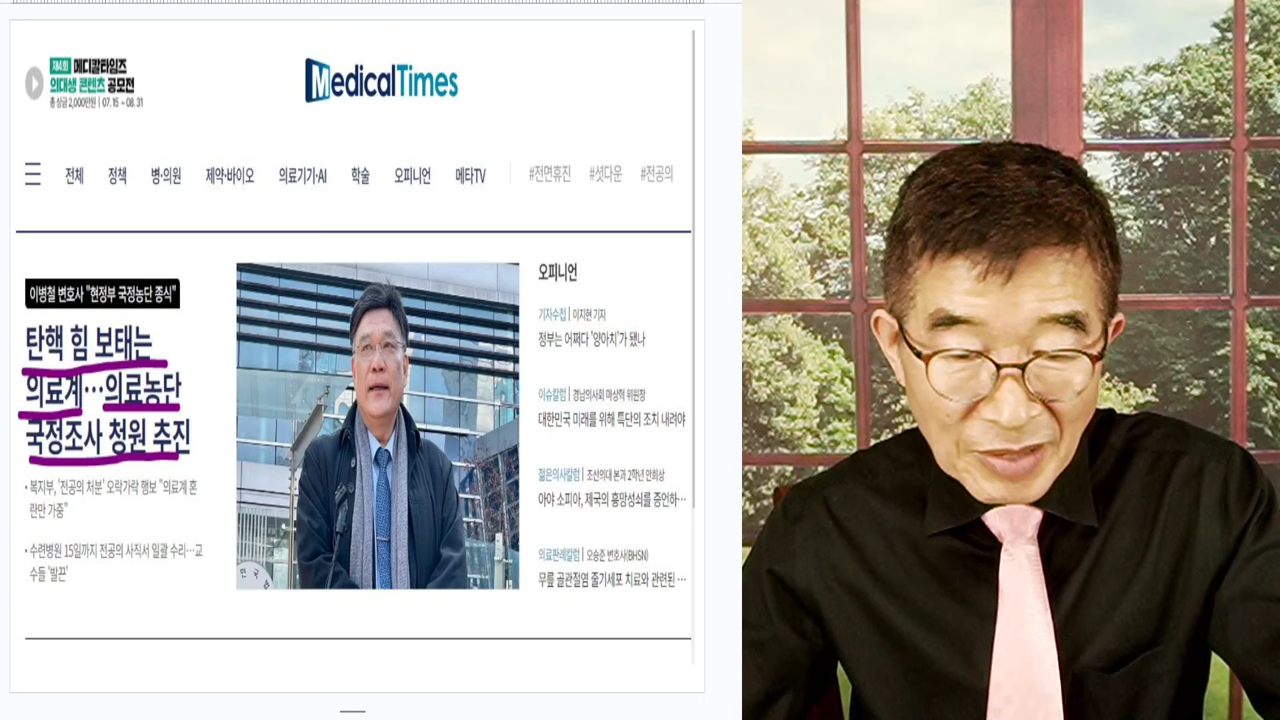 제4회 메디칼타임즈
의대생 콘텐츠 공모전
총 상금 2,000만원 | 07. 15 ~ 08. 31
MedicalTimes
전체 정책 병·의원 제약·바이오 의료기기·AI 학술 오피니언 메타TV #전면휴진 #셧다운 #전공의
이병철 변호사 "현정부 국정농단 종식"
탄핵 힘 보태는
의료계…의료농단
국정조사 청원 추진
· 복지부, '전공의 처분' 오락가락 행보 "의료계 혼
란만 가중"
· 수련병원 15일까지 전공의 사직서 일괄 수리…교
수들 '발끈'
오피니언
기자수첩 | 이지현 기자
정부는 어쩌다 '양아치'가 됐나
이슈칼럼 | 경남의사회 마상혁 위원장
대한민국 미래를 위해 특단의 조치 내려야
젊은의사칼럼 | 조선의대 본과 2학년 안희상
아야 소피아, 제국의 흥망성쇠를 증언하…
의료판례칼럼 | 오승준 변호사(BHSN)
무릎 골관절염 줄기세포 치료와 관련된 …
민 국